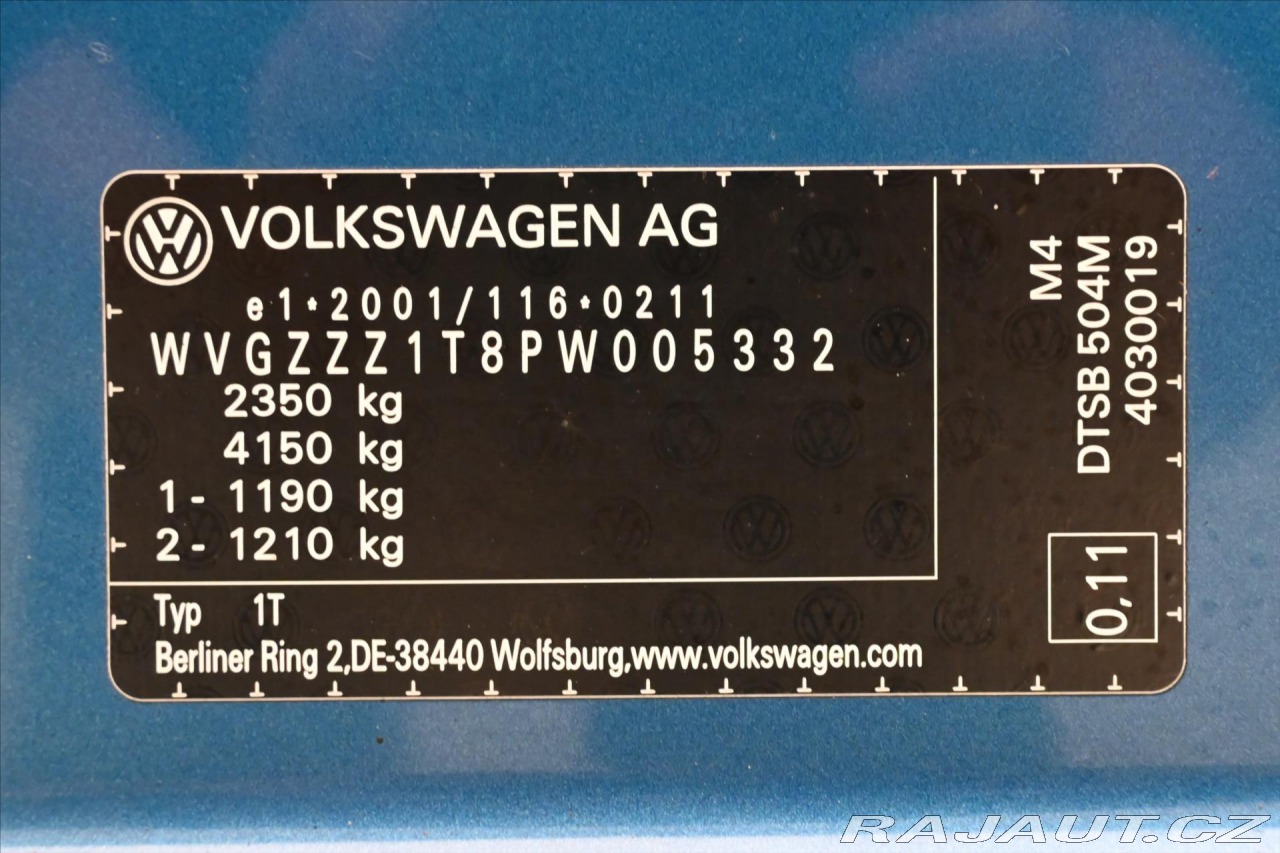 VOLKSWAGEN AG
e1*2001/116*0211
WVGZZZ1T8PW005332
2350 kg
4150 kg
1- 1190 kg
2- 1210 kg
Typ 1T
Berliner Ring 2,DE-38440 Wolfsburg,www.volkswagen.com
M4
DTSB 504M
4030019
0,11
RAJAUT.CZ